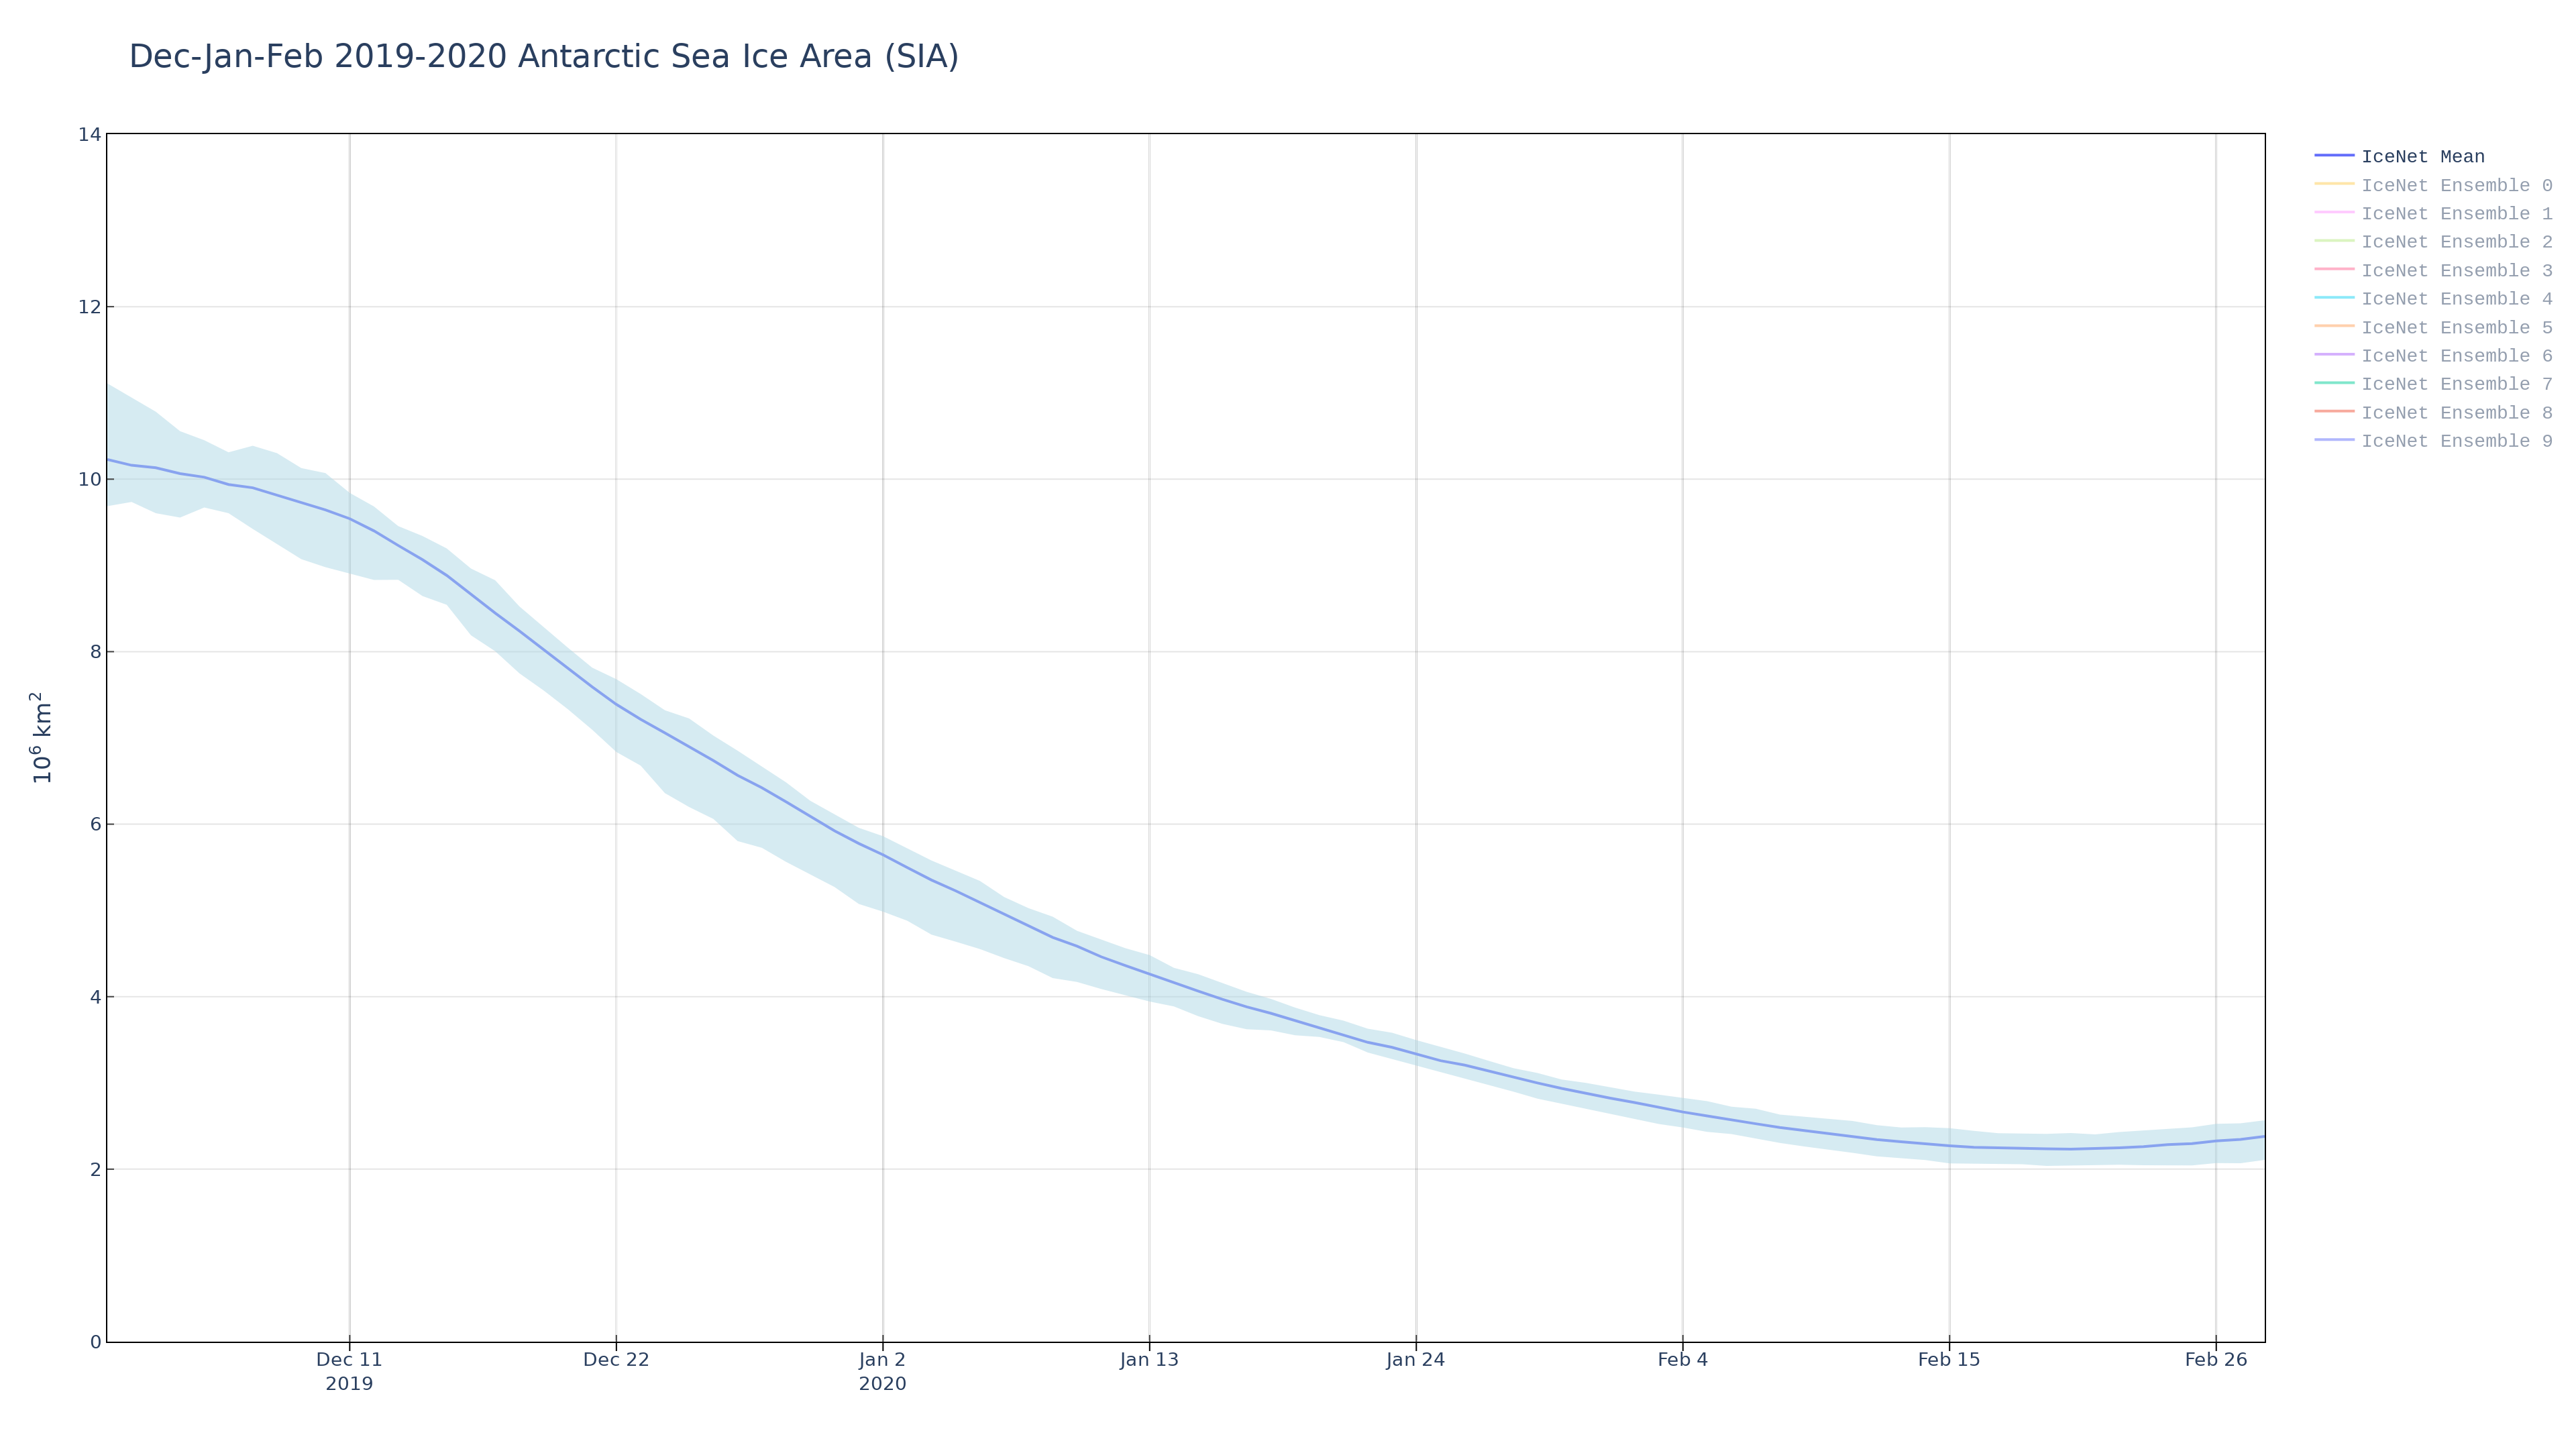 Dec-Jan-Feb 2019-2020 Antarctic Sea Ice Area (SIA)
14
12
10
8
6
4
2
0
10⁶ km²
Dec 11
2019
Dec 22
Jan 2
2020
Jan 13
Jan 24
Feb 4
Feb 15
Feb 26
IceNet Mean
IceNet Ensemble 0
IceNet Ensemble 1
IceNet Ensemble 2
IceNet Ensemble 3
IceNet Ensemble 4
IceNet Ensemble 5
IceNet Ensemble 6
IceNet Ensemble 7
IceNet Ensemble 8
IceNet Ensemble 9